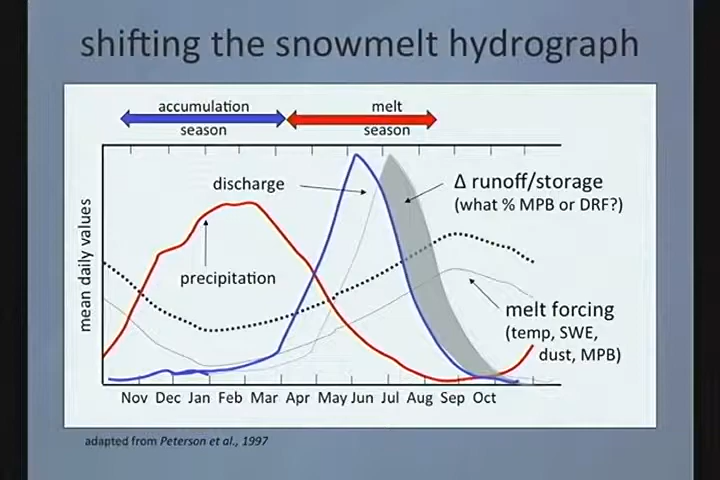 shifting the snowmelt hydrograph
accumulation
season
melt
season
discharge
Δ runoff/storage
(what % MPB or DRF?)
precipitation
mean daily values
melt forcing
(temp, SWE,
dust, MPB)
Nov Dec Jan Feb Mar Apr May Jun Jul Aug Sep Oct
adapted from Peterson et al., 1997